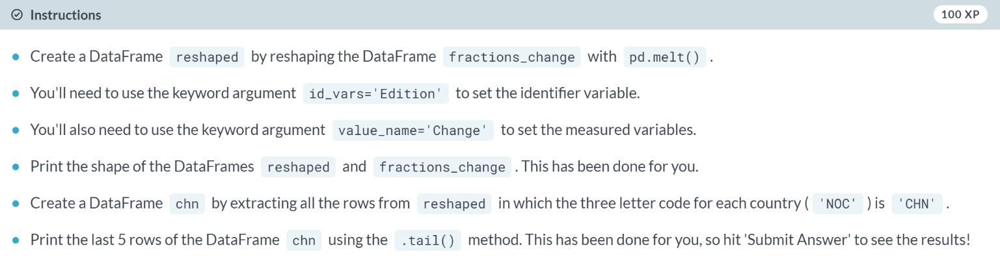 Instructions
100 XP
Create a DataFrame reshaped by reshaping the DataFrame fractions_change with pd.melt() .
You'll need to use the keyword argument id_vars='Edition' to set the identifier variable.
You'll also need to use the keyword argument value_name='Change' to set the measured variables.
Print the shape of the DataFrames reshaped and fractions_change . This has been done for you.
Create a DataFrame chn by extracting all the rows from reshaped in which the three letter code for each country ( 'NOC' ) is 'CHN' .
Print the last 5 rows of the DataFrame chn using the .tail() method. This has been done for you, so hit 'Submit Answer' to see the results!